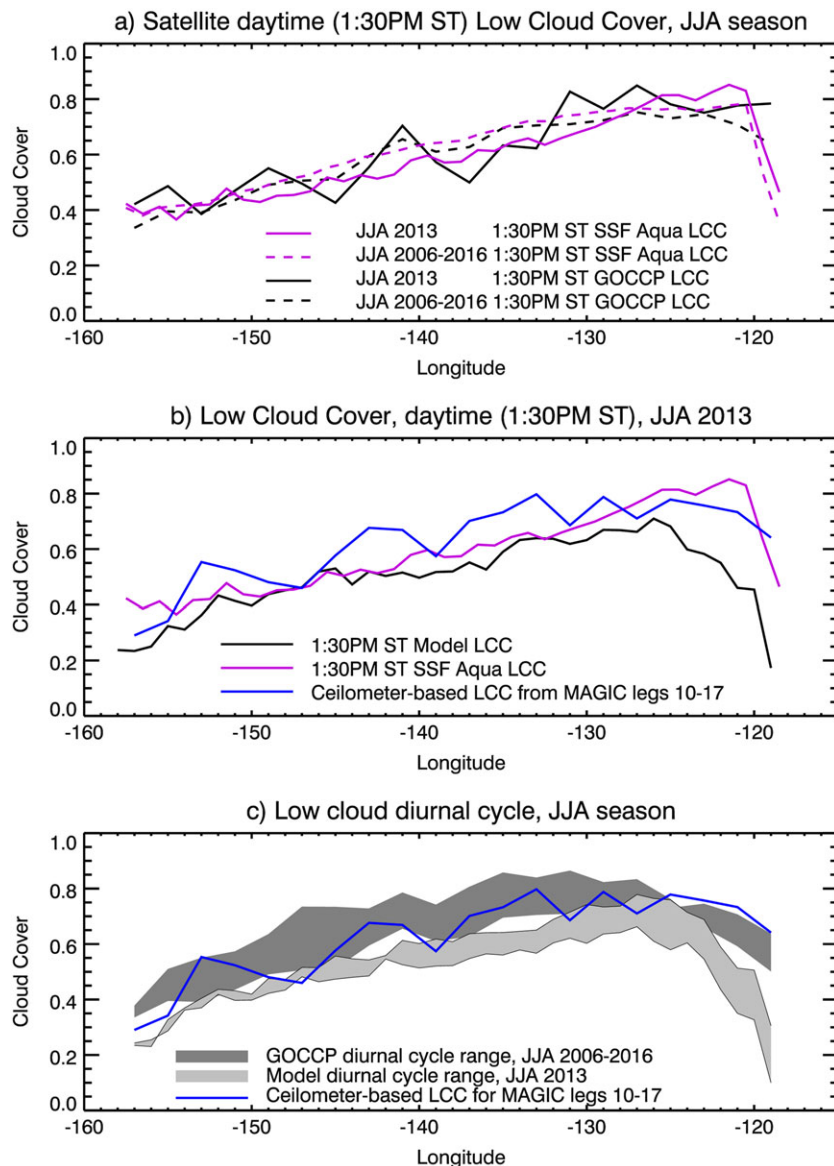 a) Satellite daytime (1:30PM ST) Low Cloud Cover, JJA season
1.0
0.8
0.6
0.4
0.2
0.0
Cloud Cover
JJA 2013 1:30PM ST SSF Aqua LCC
JJA 2006-2016 1:30PM ST SSF Aqua LCC
JJA 2013 1:30PM ST GOCCP LCC
JJA 2006-2016 1:30PM ST GOCCP LCC
-160 -150 -140 -130 -120
Longitude
b) Low Cloud Cover, daytime (1:30PM ST), JJA 2013
1.0
0.8
0.6
0.4
0.2
0.0
Cloud Cover
1:30PM ST Model LCC
1:30PM ST SSF Aqua LCC
Ceilometer-based LCC from MAGIC legs 10-17
-160 -150 -140 -130 -120
Longitude
c) Low cloud diurnal cycle, JJA season
1.0
0.8
0.6
0.4
0.2
0.0
Cloud Cover
GOCCP diurnal cycle range, JJA 2006-2016
Model diurnal cycle range, JJA 2013
Ceilometer-based LCC for MAGIC legs 10-17
-160 -150 -140 -130 -120
Longitude